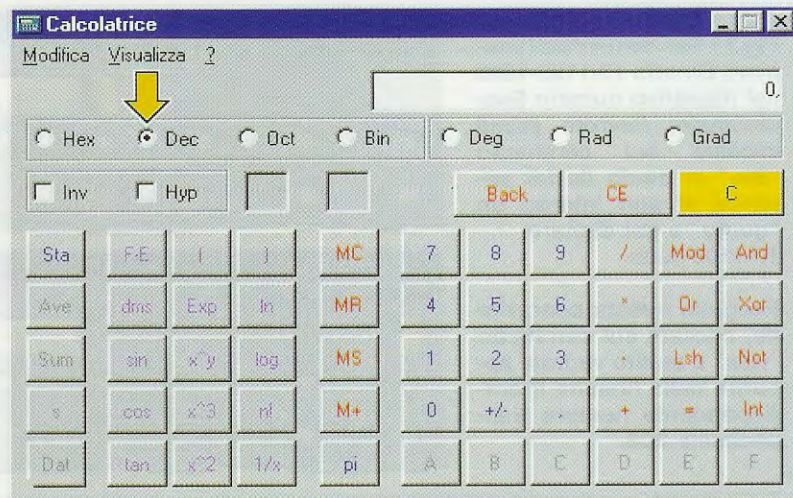 Calcolatrice
Modifica Visualizza ?
0,
Hex Dec Oct Bin Deg Rad Grad
Inv Hyp Back CE C
Sta F-E ( ) MC 7 8 9 / Mod And
Ave dms Exp ln MR 4 5 6 * Or Xor
Sum sin x^y log MS 1 2 3 - Lsh Not
s cos x^3 n! M+ 0 +/- , + = Int
Dat tan x^2 1/x pi A B C D E F